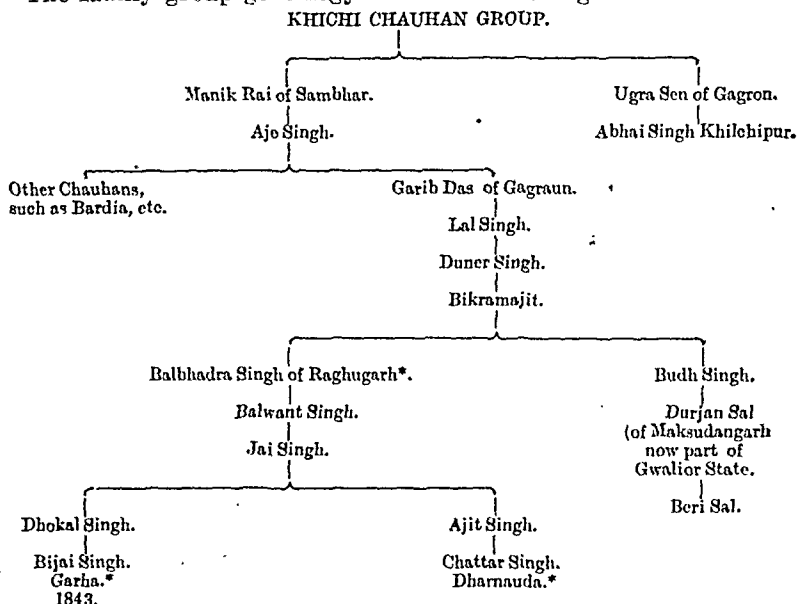 KHICHI CHAUHAN GROUP.
Manik Rai of Sambhar.
Ugra Sen of Gagron.
Aje Singh.
Abhai Singh Khilchipur.
Other Chauhans,
such as Bardia, etc.
Garib Das of Gagraun.
Lal Singh.
Duner Singh.
Bikramajit.
Balbhadra Singh of Raghugarh*.
Budh Singh.
Balwant Singh.
Durjan Sal
(of Maksudangarh
now part of
Gwalior State.
Jai Singh.
Beri Sal.
Dhokal Singh.
Ajit Singh.
Bijai Singh.
Garha.*
1843.
Chattar Singh.
Dharnauda.*